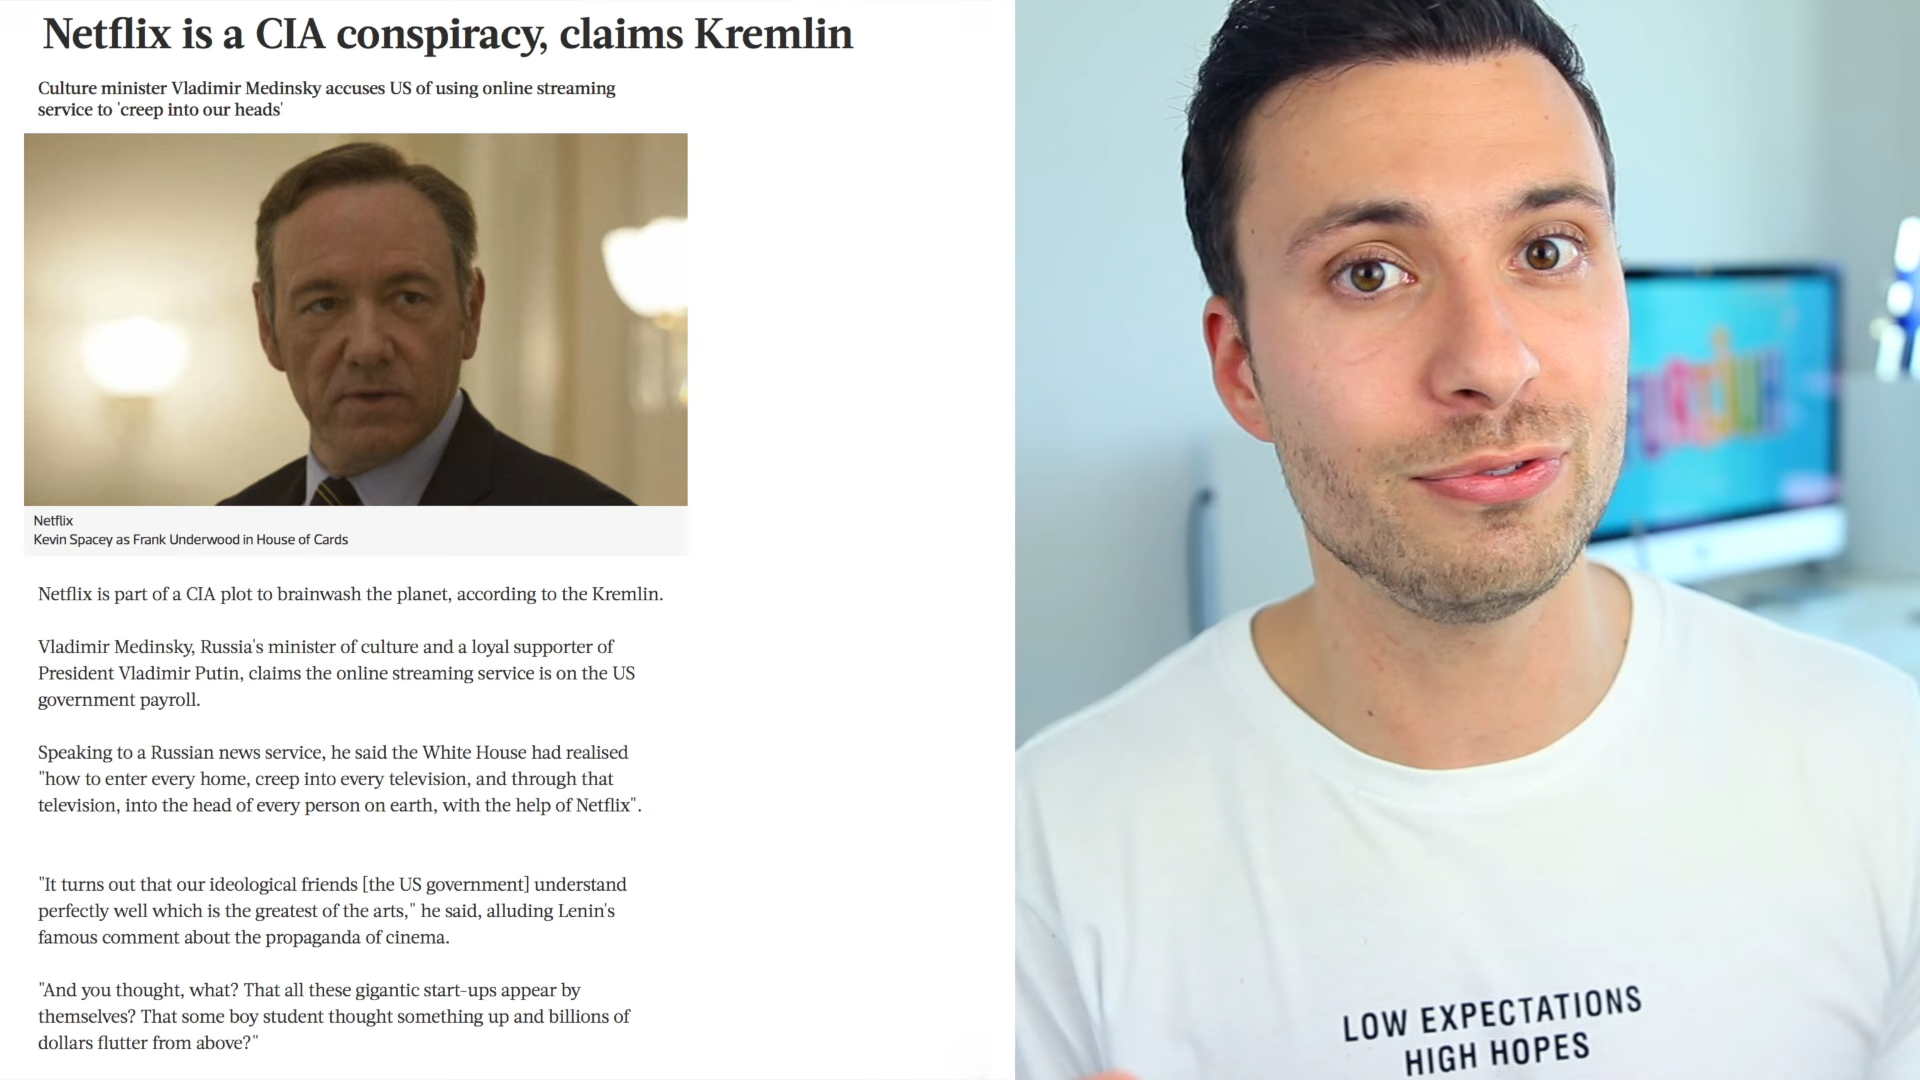 Netflix is a CIA conspiracy, claims Kremlin
Culture minister Vladimir Medinsky accuses US of using online streaming
service to 'creep into our heads'
Netflix
Kevin Spacey as Frank Underwood in House of Cards
Netflix is part of a CIA plot to brainwash the planet, according to the Kremlin.
Vladimir Medinsky, Russia's minister of culture and a loyal supporter of
President Vladimir Putin, claims the online streaming service is on the US
government payroll.
Speaking to a Russian news service, he said the White House had realised
"how to enter every home, creep into every television, and through that
television, into the head of every person on earth, with the help of Netflix".
"It turns out that our ideological friends [the US government] understand
perfectly well which is the greatest of the arts," he said, alluding Lenin's
famous comment about the propaganda of cinema.
"And you thought, what? That all these gigantic start-ups appear by
themselves? That some boy student thought something up and billions of
dollars flutter from above?"
LOW EXPECTATIONS
HIGH HOPES